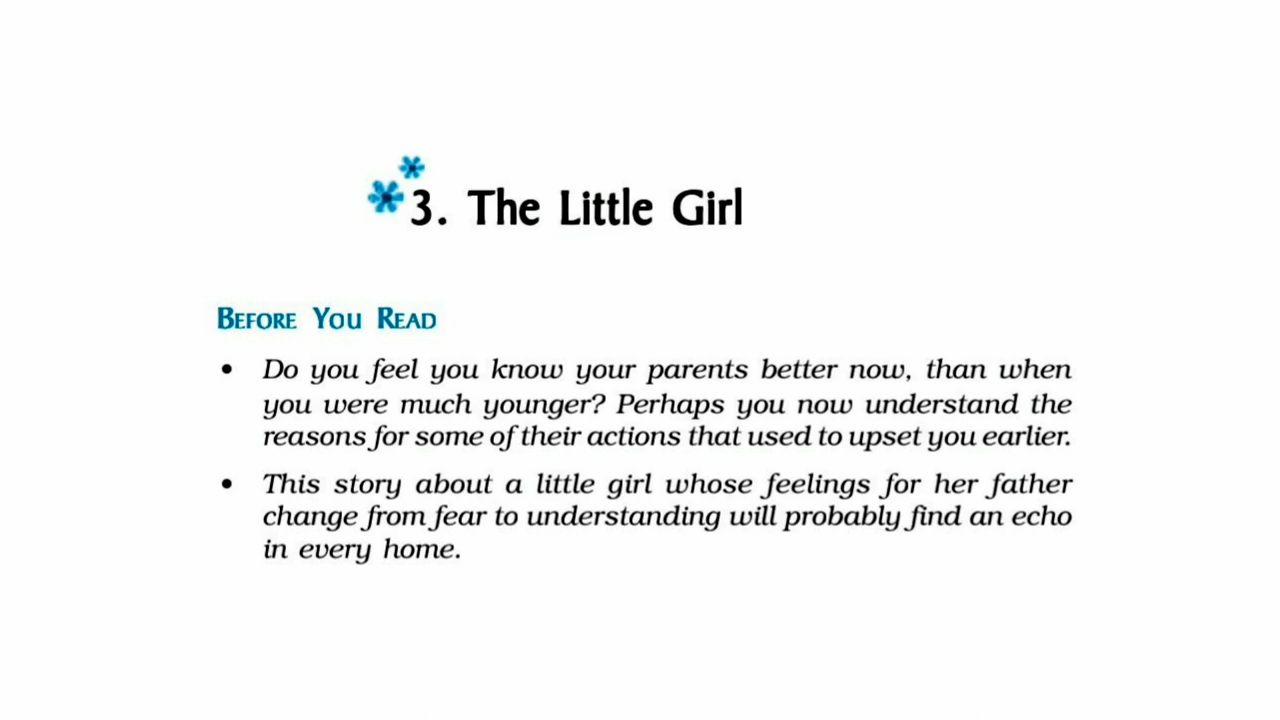 3. The Little Girl
BEFORE YOU READ
• Do you feel you know your parents better now, than when
you were much younger? Perhaps you now understand the
reasons for some of their actions that used to upset you earlier.
• This story about a little girl whose feelings for her father
change from fear to understanding will probably find an echo
in every home.